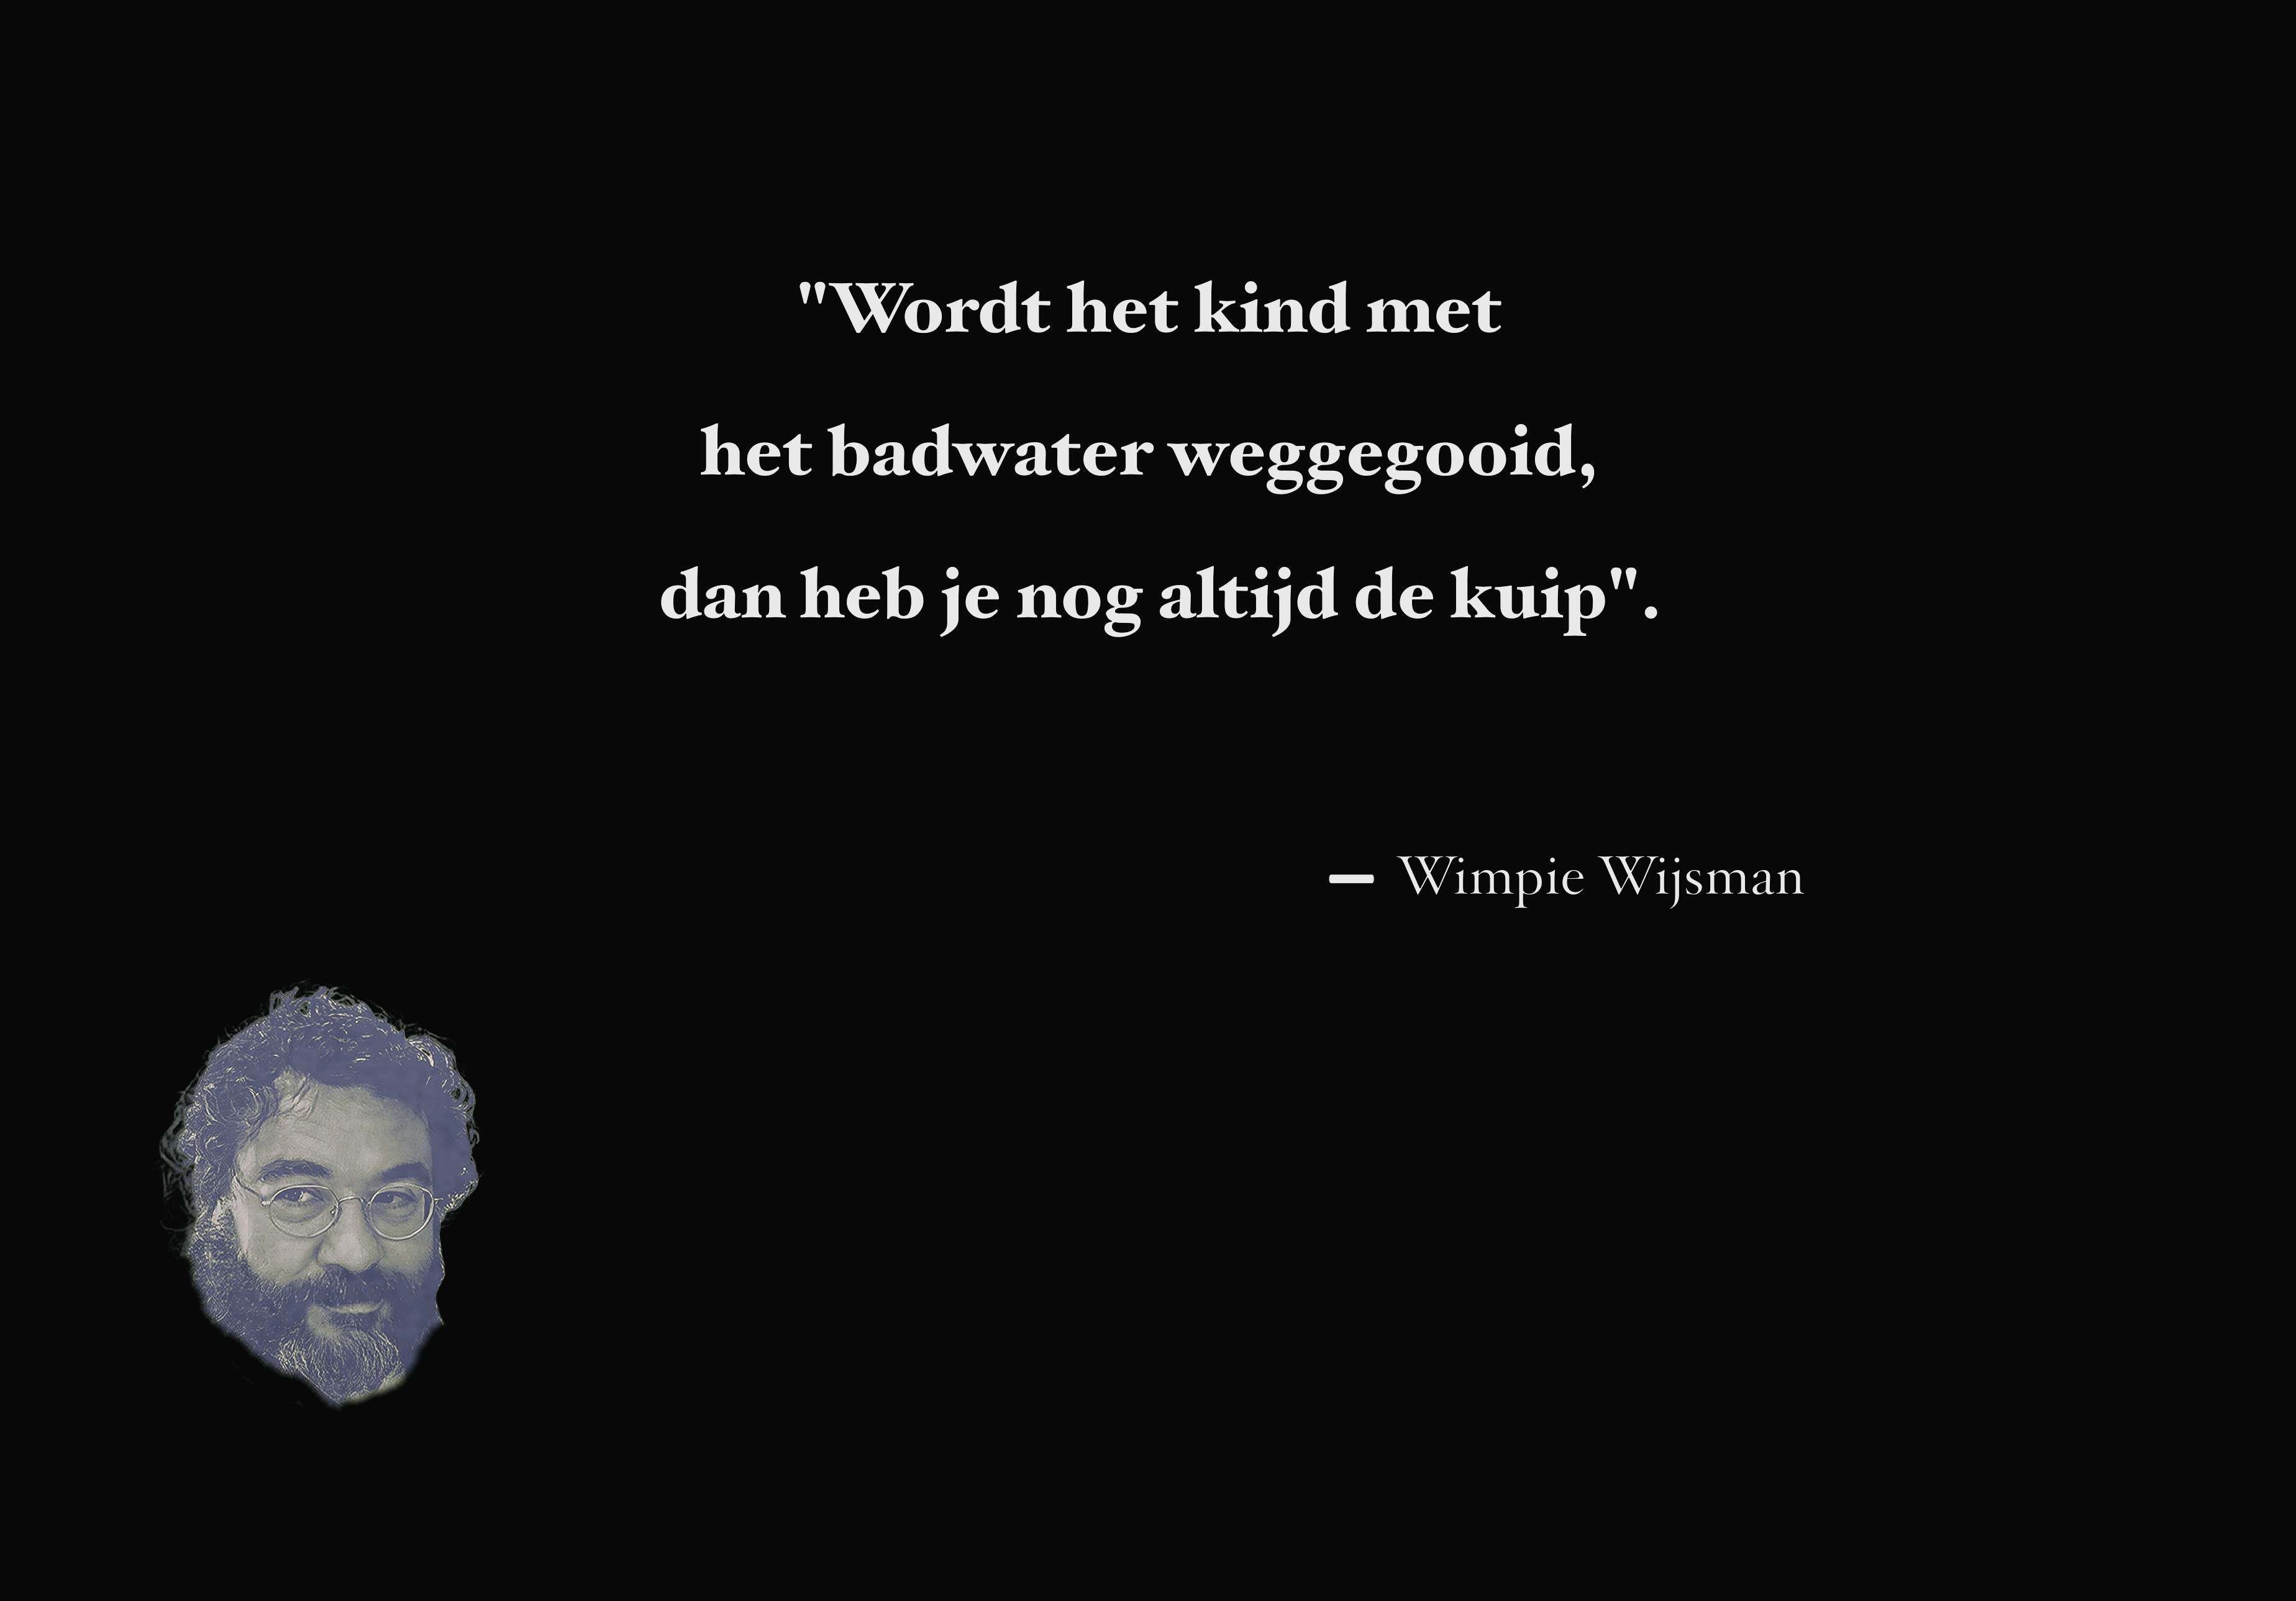 "Wordt het kind met
het badwater weggegooid,
dan heb je nog altijd de kuip".
— Wimpie Wijsman